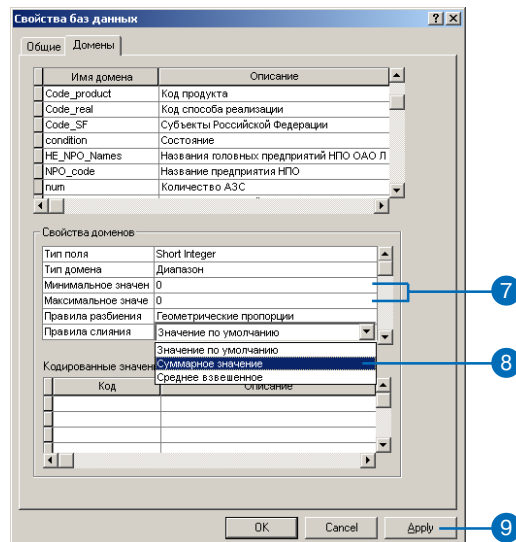 Свойства баз данных
Общие Домены
Имя домена Описание
Code_product Код продукта
Code_real Код способа реализации
Code_SF Субъекты Российской Федерации
condition Состояние
HE_NPO_Names Названия головных предприятий НПО ОАО Л
NPO_code Название предприятия НПО
num Количество АЗС
Свойства доменов
Тип поля Short Integer
Тип домена Диапазон
Минимальное значен 0
Максимальное значе 0
7
Правила разбиения Геометрические пропорции
Правила слияния Значение по умолчанию
Значение по умолчанию
Кодированные значен Суммарное значение
8
Среднее взвешенное
Код Описание
OK Cancel Apply
9